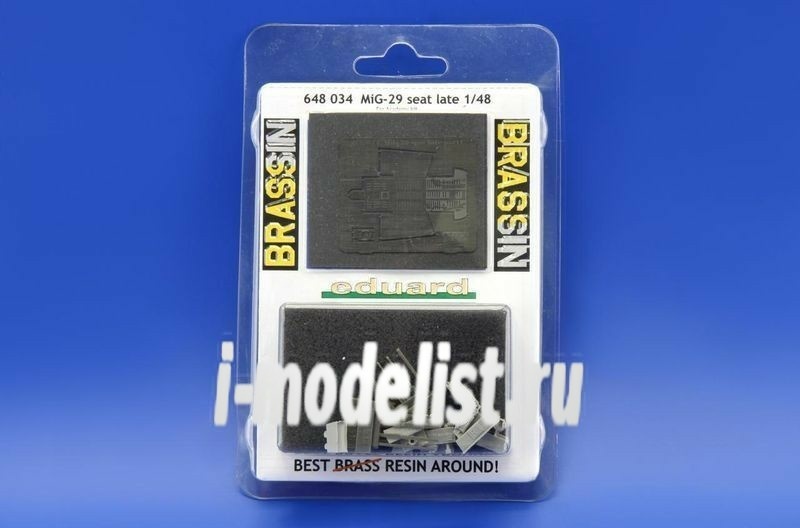 648 034 MiG-29 seat late 1/48
BRASSIN
BRASSIN
eduard
i-modelist.ru
BEST BRASS RESIN AROUND!